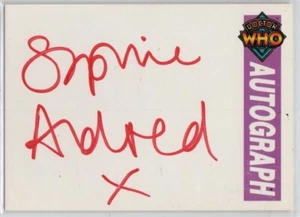 Sophie
Aldred
X
DOCTOR
WHO
AUTOGRAPH